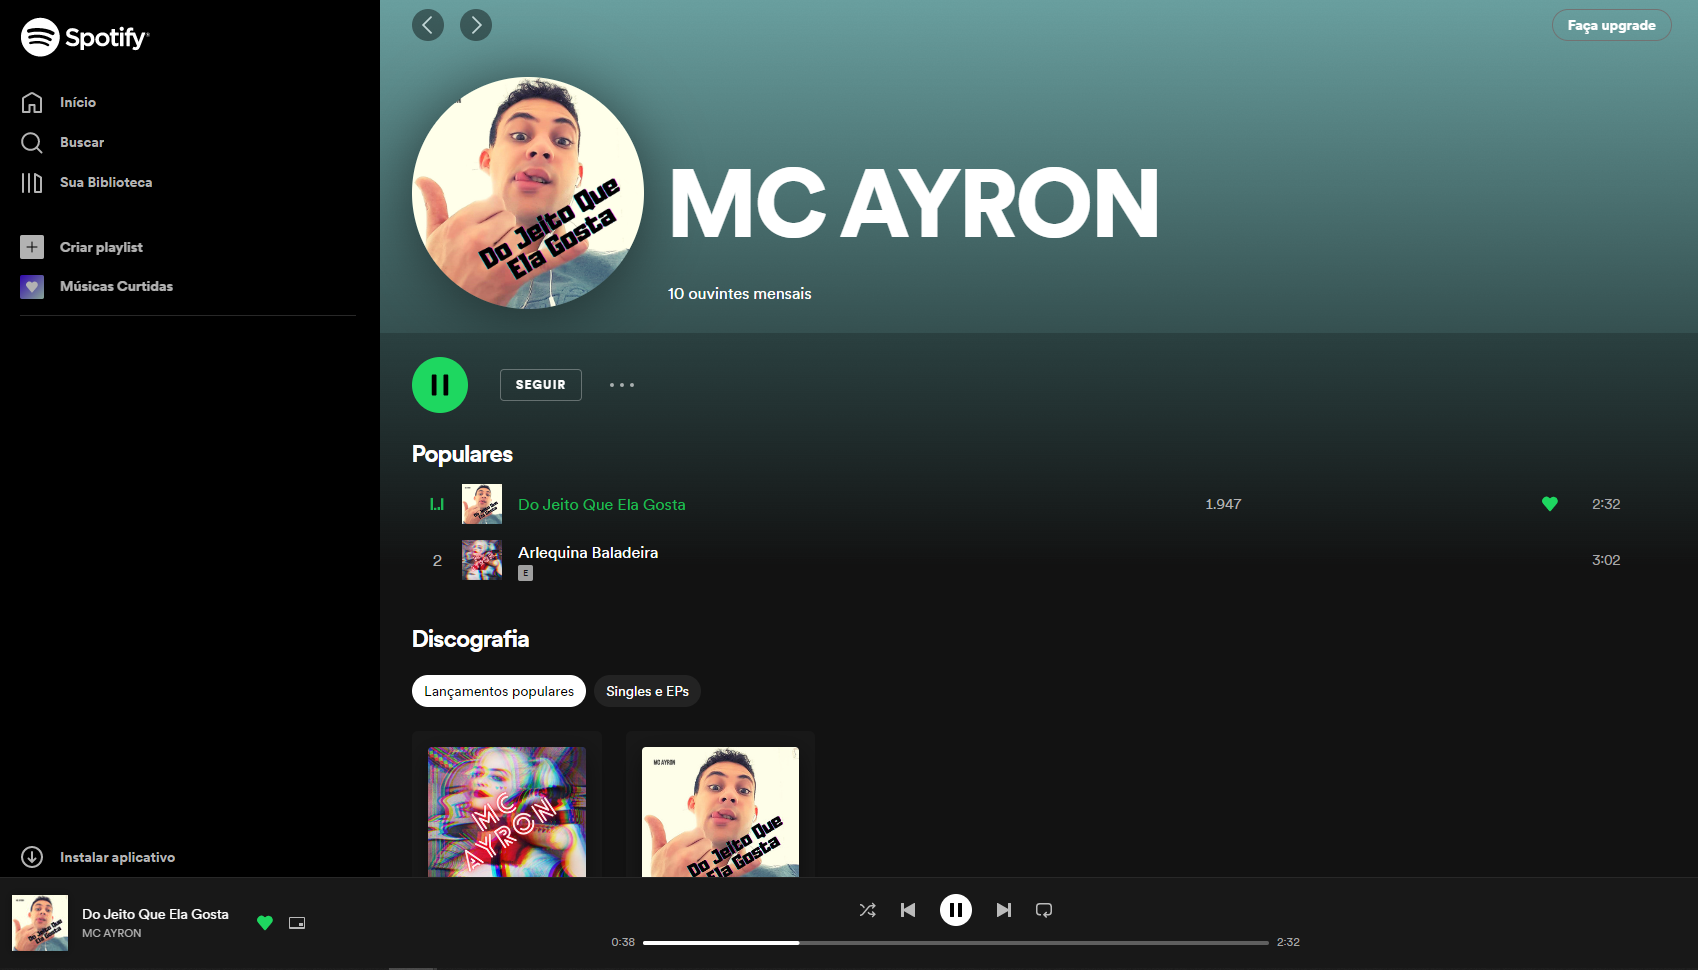 Spotify
Início
Buscar
Sua Biblioteca
Criar playlist
Músicas Curtidas
Instalar aplicativo
Faça upgrade
Do Jeito Que
Ela Gosta
MC AYRON
10 ouvintes mensais
SEGUIR
Populares
Do Jeito Que Ela Gosta
1.947
2:32
2
Arlequina Baladeira
E
3:02
Discografia
Lançamentos populares
Singles e EPs
MC
AYRON
MC AYRON
Do Jeito Que
Ela Gosta
Do Jeito Que Ela Gosta
MC AYRON
0:38
2:32